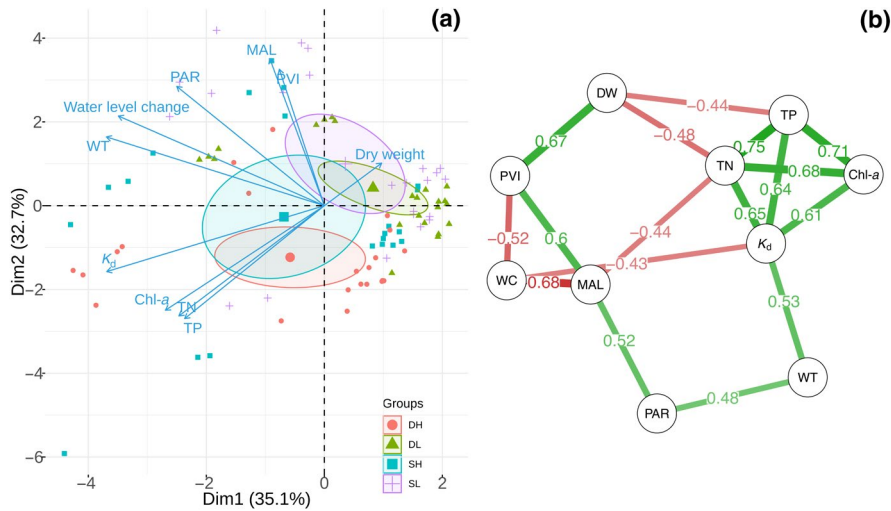 (a)
MAL
PVI
PAR
Water level change
WT
Dry weight
Kd
Chl-a
TN
TP
4
2
0
−2
−4
−6
−4
−2
0
2
Dim2 (32.7%)
Dim1 (35.1%)
Groups
DH
DL
SH
SL
(b)
DW
TP
−0.44
0.67
−0.48
0.75
0.71
TN
0.68
Chl-a
PVI
0.64
0.65
0.61
−0.52
0.6
−0.44
Kd
−0.43
WC
0.68
MAL
0.53
0.52
WT
0.48
PAR